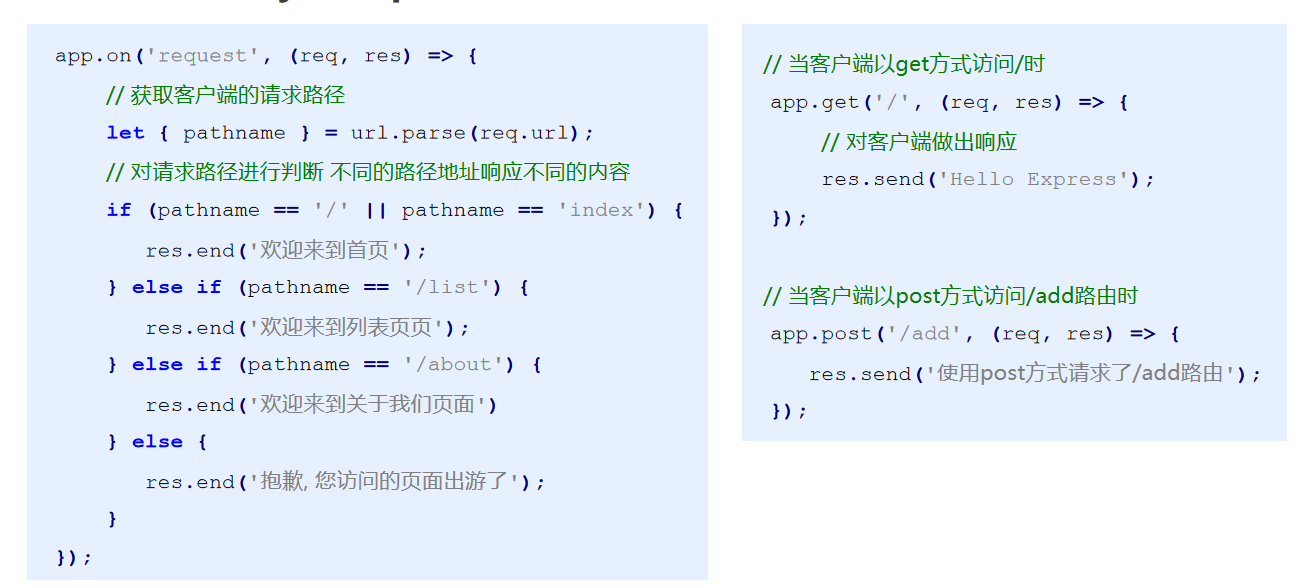 app.on('request', (req, res) => {
// 获取客户端的请求路径
let { pathname } = url.parse(req.url);
// 对请求路径进行判断 不同的路径地址响应不同的内容
if (pathname == '/' || pathname == 'index') {
res.end('欢迎来到首页');
} else if (pathname == '/list') {
res.end('欢迎来到列表页页');
} else if (pathname == '/about') {
res.end('欢迎来到关于我们页面')
} else {
res.end('抱歉, 您访问的页面出游了');
}
});
// 当客户端以get方式访问/时
app.get('/', (req, res) => {
// 对客户端做出响应
res.send('Hello Express');
});
// 当客户端以post方式访问/add路由时
app.post('/add', (req, res) => {
res.send('使用post方式请求了/add路由');
});